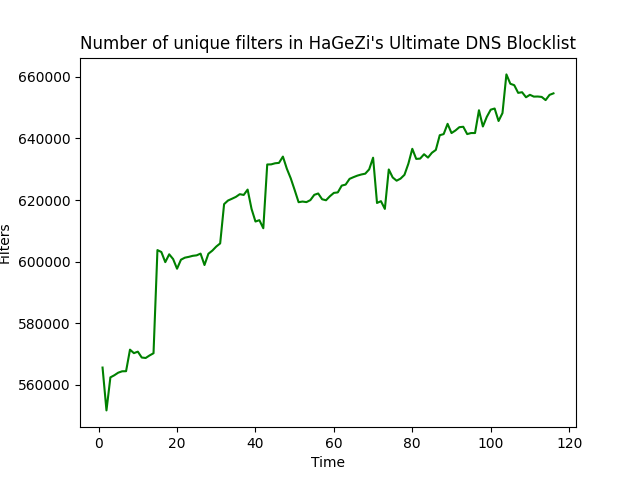 Number of unique filters in HaGeZi's Ultimate DNS Blocklist
660000
640000
620000
600000
580000
560000
Filters
0 20 40 60 80 100 120
Time